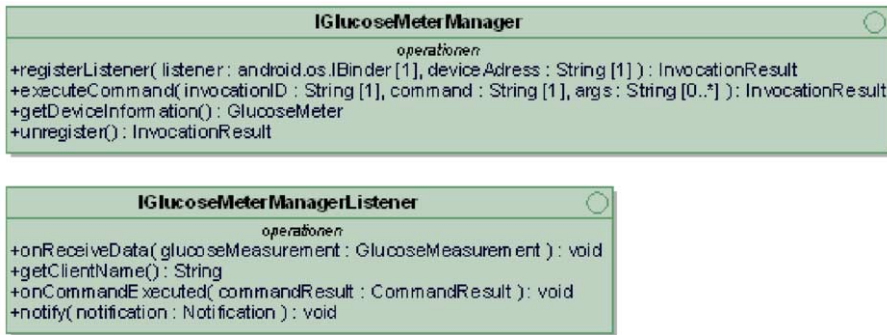 IGlucoseMeterManager
operationen
+registerListener( listener : android.os.IBinder [1], deviceAdress : String [1] ) : InvocationResult
+executeCommand( invocationID : String [1], command : String [1], args : String [0..*] ) : InvocationResult
+getDeviceInformation() : GlucoseMeter
+unregister() : InvocationResult
IGlucoseMeterManagerListener
operationen
+onReceiveData( glucoseMeasurement : GlucoseMeasurement ) : void
+getClientName() : String
+onCommandExecuted( commandResult : CommandResult ) : void
+notify( notification : Notification ) : void